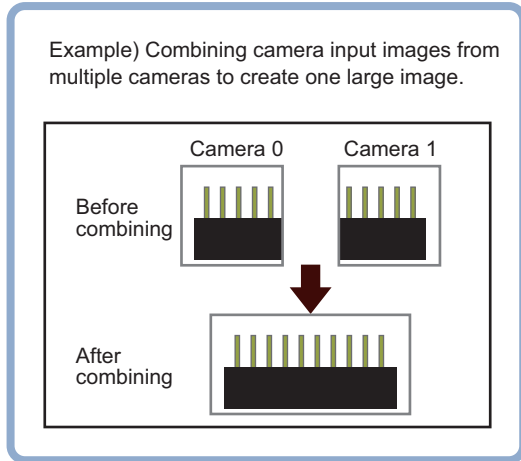 Example) Combining camera input images from
multiple cameras to create one large image.
Camera 0
Camera 1
Before
combining
After
combining